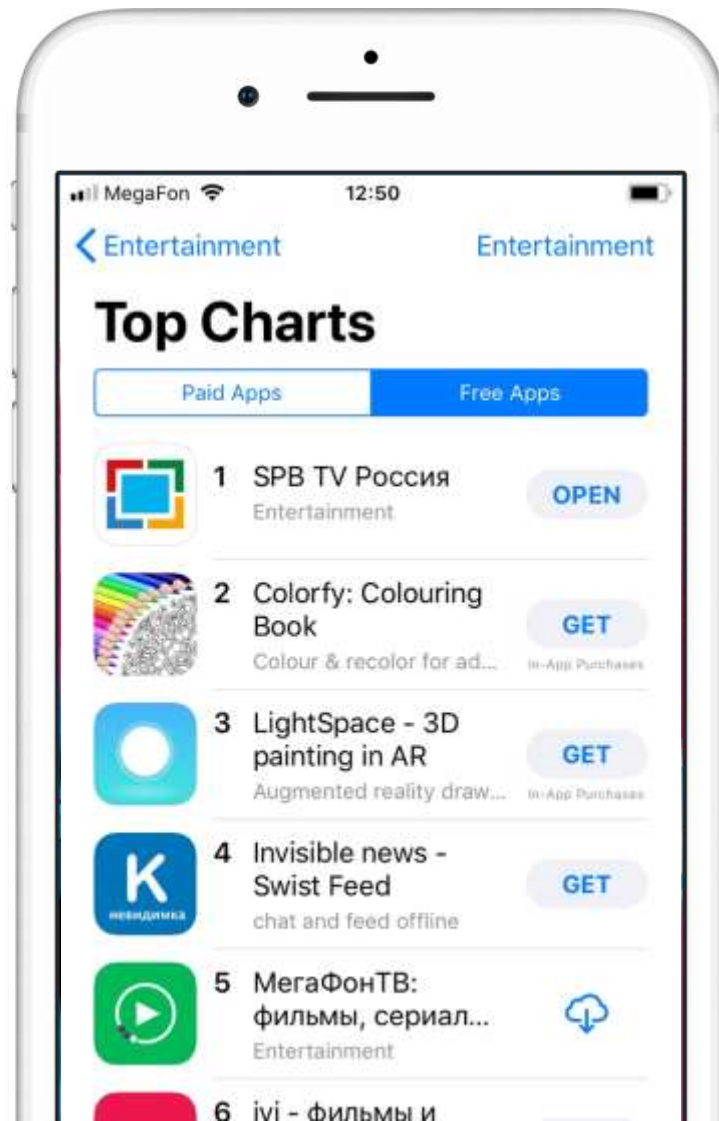 MegaFon 12:50
Entertainment Entertainment
Top Charts
Paid Apps Free Apps
1 SPB TV Россия
Entertainment
OPEN
2 Colorfy: Colouring
Book
Colour & recolor for ad...
GET
In-App Purchases
3 LightSpace - 3D
painting in AR
Augmented reality draw...
GET
In-App Purchases
К
невидимка
4 Invisible news -
Swist Feed
chat and feed offline
GET
5 МегаФонТВ:
фильмы, сериал...
Entertainment
6 ivi - фильмы и